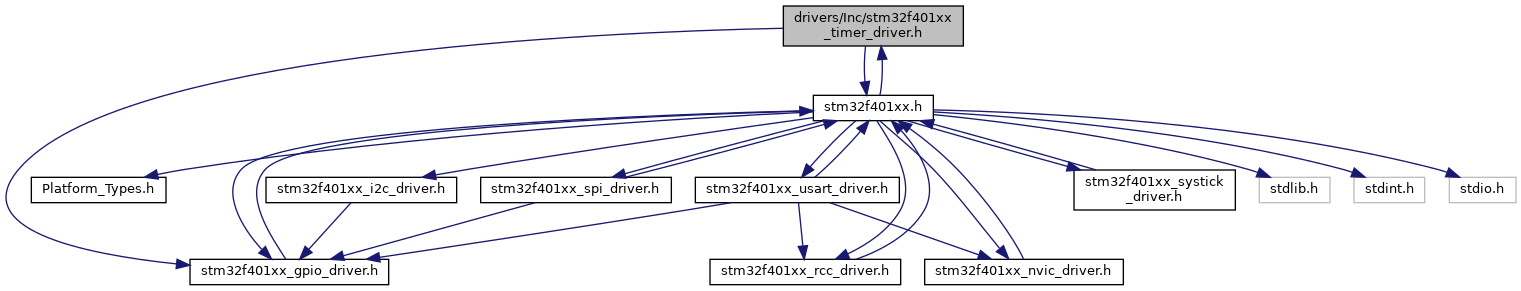 drivers/Inc/stm32f401xx
_timer_driver.h
stm32f401xx.h
Platform_Types.h
stm32f401xx_i2c_driver.h
stm32f401xx_spi_driver.h
stm32f401xx_usart_driver.h
stm32f401xx_systick
_driver.h
stdlib.h
stdint.h
stdio.h
stm32f401xx_gpio_driver.h
stm32f401xx_rcc_driver.h
stm32f401xx_nvic_driver.h